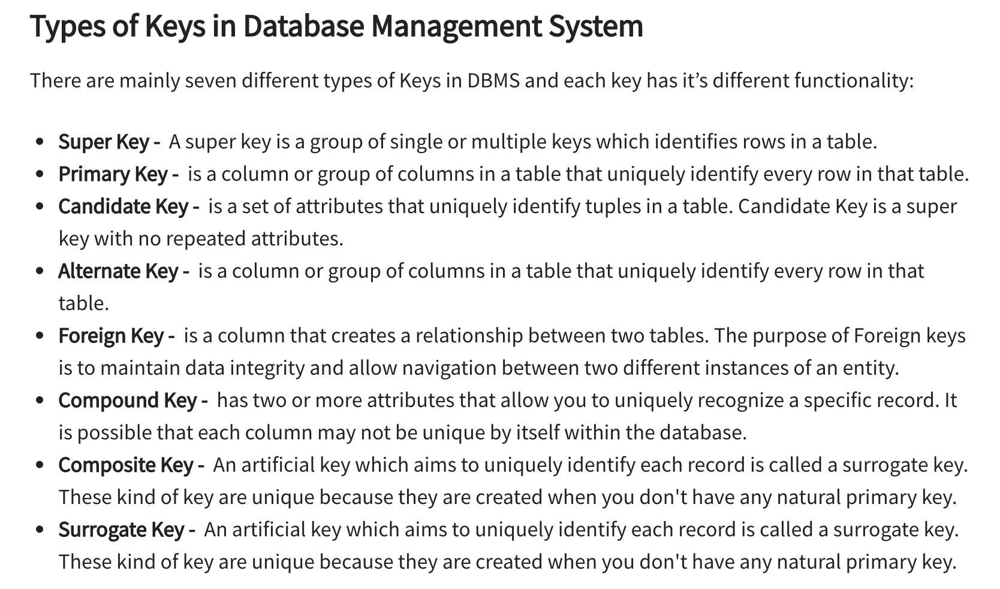 Types of Keys in Database Management System
There are mainly seven different types of Keys in DBMS and each key has it’s different functionality:
• Super Key - A super key is a group of single or multiple keys which identifies rows in a table.
• Primary Key - is a column or group of columns in a table that uniquely identify every row in that table.
• Candidate Key - is a set of attributes that uniquely identify tuples in a table. Candidate Key is a super
key with no repeated attributes.
• Alternate Key - is a column or group of columns in a table that uniquely identify every row in that
table.
• Foreign Key - is a column that creates a relationship between two tables. The purpose of Foreign keys
is to maintain data integrity and allow navigation between two different instances of an entity.
• Compound Key - has two or more attributes that allow you to uniquely recognize a specific record. It
is possible that each column may not be unique by itself within the database.
• Composite Key - An artificial key which aims to uniquely identify each record is called a surrogate key.
These kind of key are unique because they are created when you don't have any natural primary key.
• Surrogate Key - An artificial key which aims to uniquely identify each record is called a surrogate key.
These kind of key are unique because they are created when you don't have any natural primary key.